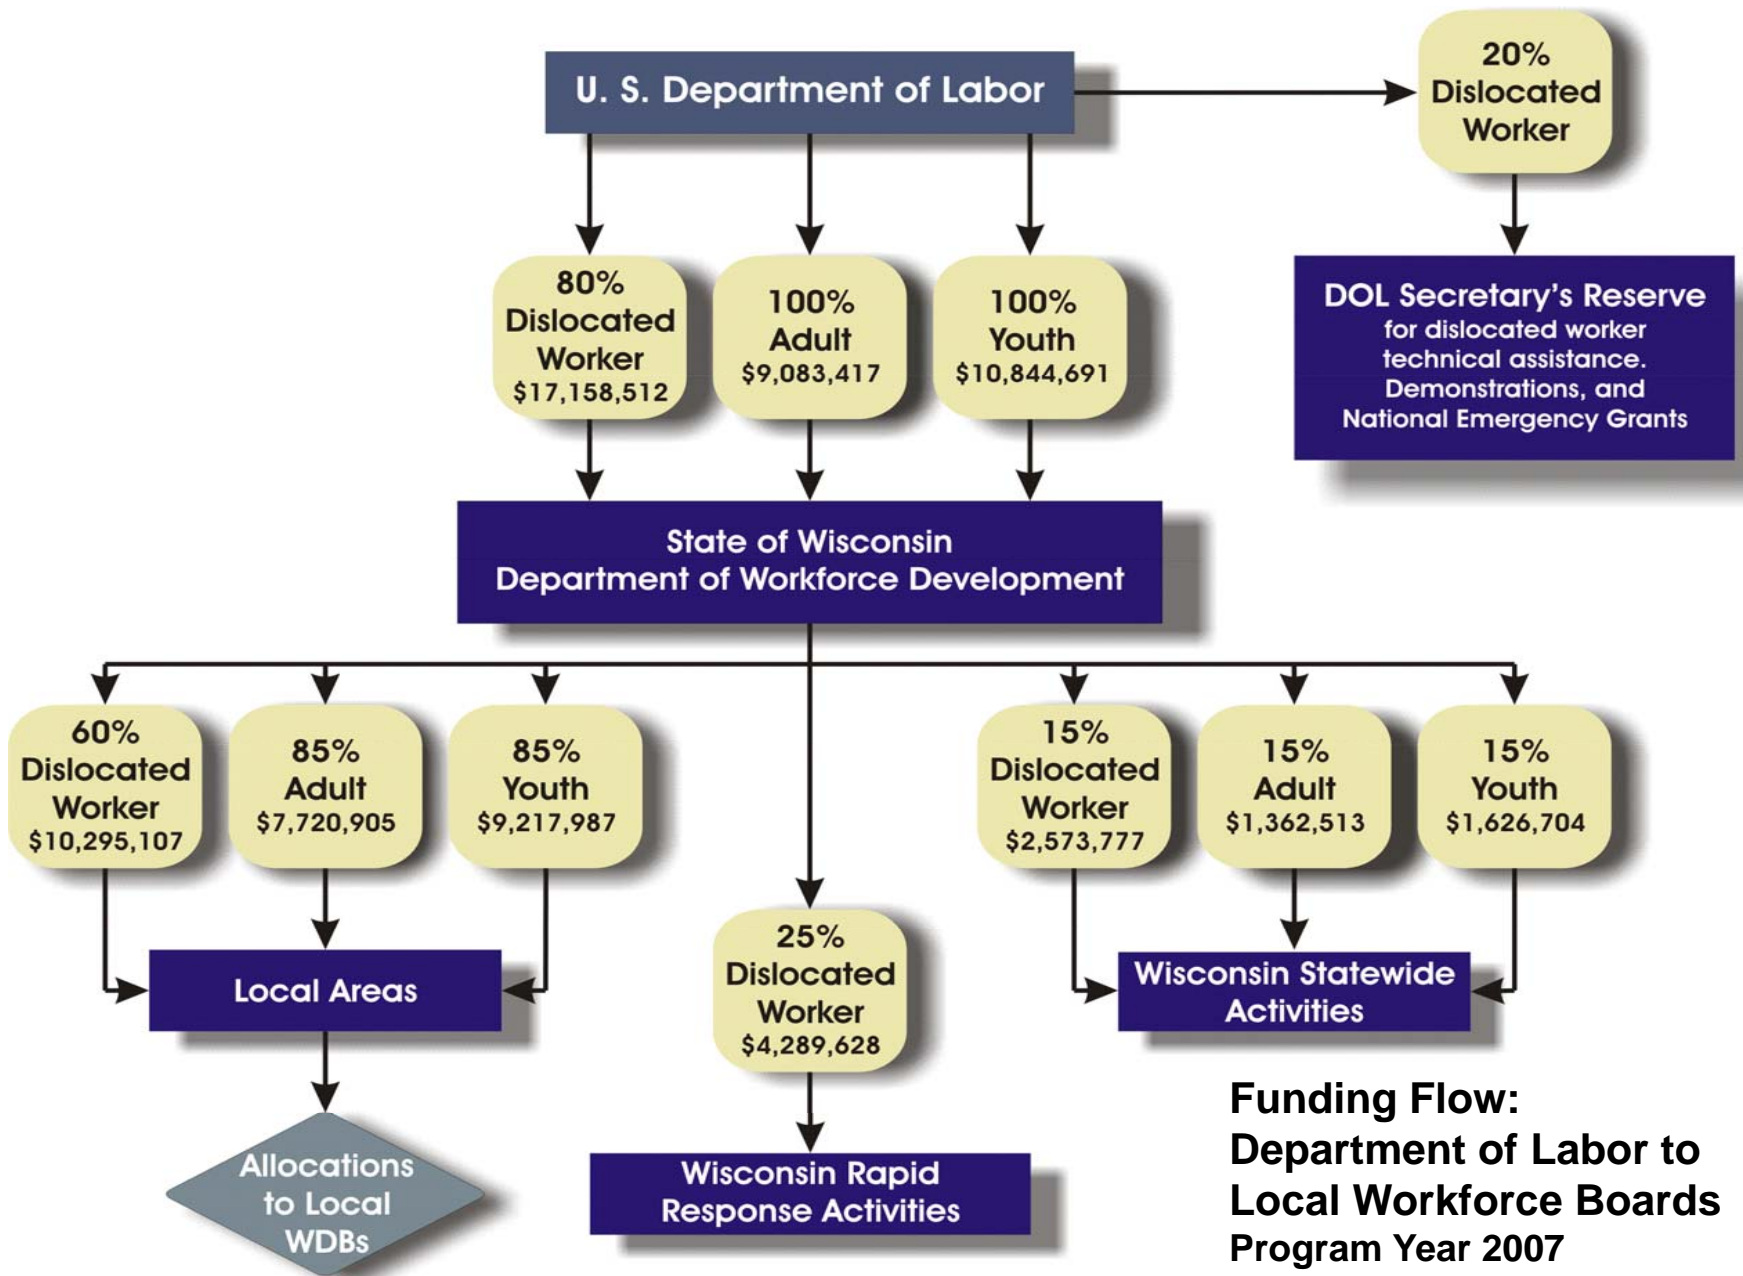 U. S. Department of Labor
20%
Dislocated
Worker
80%
Dislocated
Worker
$17,158,512
100%
Adult
$9,083,417
100%
Youth
$10,844,691
DOL Secretary's Reserve
for dislocated worker
technical assistance.
Demonstrations, and
National Emergency Grants
State of Wisconsin
Department of Workforce Development
60%
Dislocated
Worker
$10,295,107
85%
Adult
$7,720,905
85%
Youth
$9,217,987
15%
Dislocated
Worker
$2,573,777
15%
Adult
$1,362,513
15%
Youth
$1,626,704
Local Areas
25%
Dislocated
Worker
$4,289,628
Wisconsin Statewide
Activities
Allocations
to Local
WDBs
Wisconsin Rapid
Response Activities
Funding Flow:
Department of Labor to
Local Workforce Boards
Program Year 2007